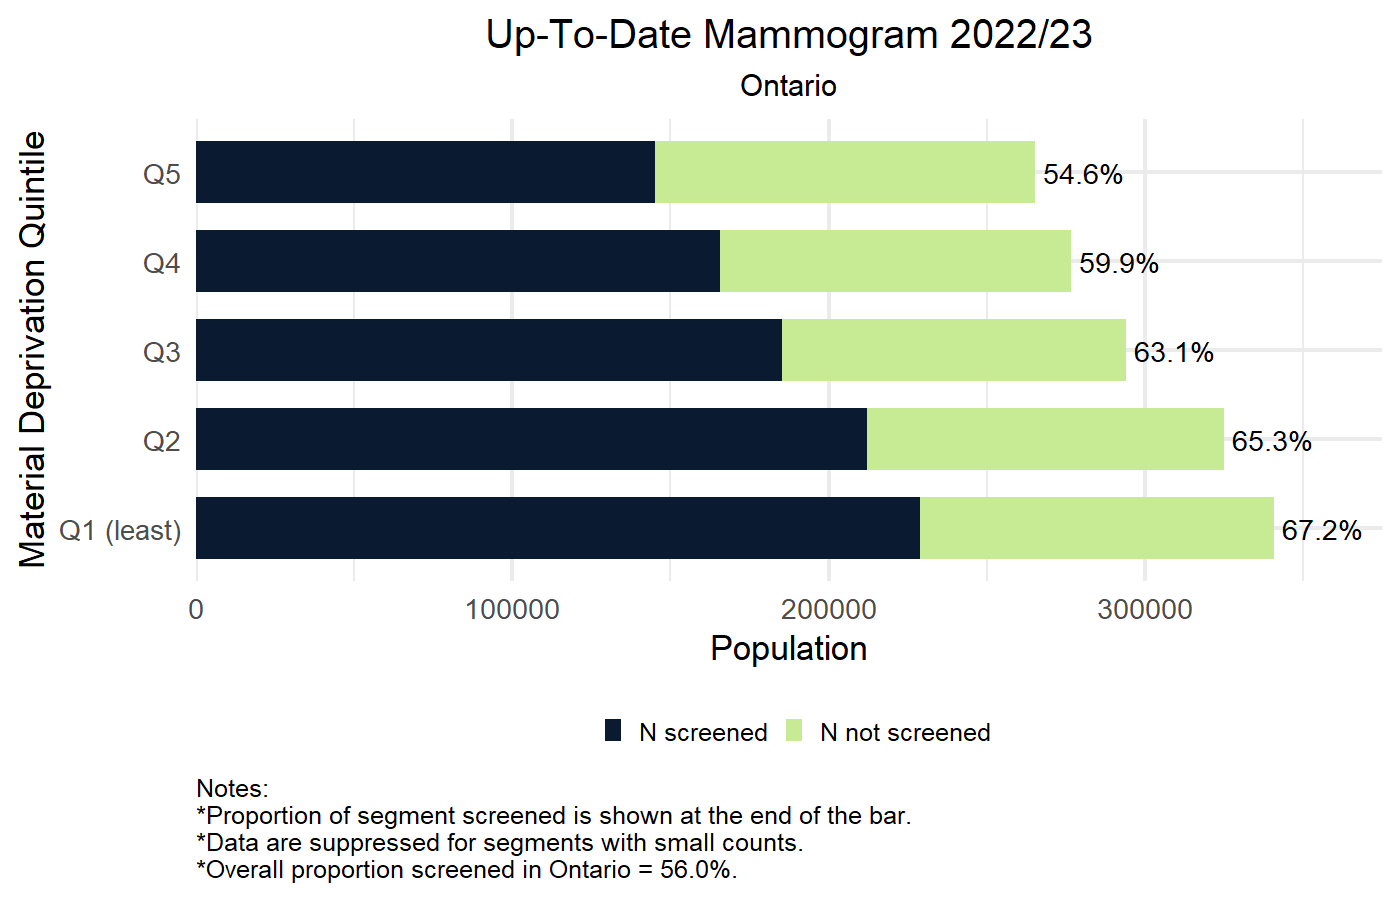 Up-To-Date Mammogram 2022/23
Ontario
Material Deprivation Quintile
Q5
54.6%
Q4
59.9%
Q3
63.1%
Q2
65.3%
Q1 (least)
67.2%
0
100000
200000
300000
Population
N screened
N not screened
Notes:
*Proportion of segment screened is shown at the end of the bar.
*Data are suppressed for segments with small counts.
*Overall proportion screened in Ontario = 56.0%.